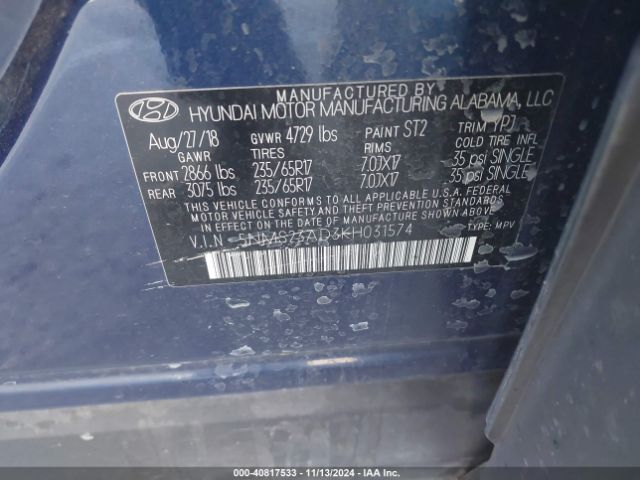 MANUFACTURED BY
HYUNDAI MOTOR MANUFACTURING ALABAMA, LLC
Aug/27/18 GVWR 4729 lbs PAINT ST2 TRIM YPJ
GAWR TIRES RIMS COLD TIRE INFL
FRONT 2866 lbs 235/65R17 7.0JX17 35 psi SINGLE
REAR 3075 lbs 235/65R17 7.0JX17 35 psi SINGLE
THIS VEHICLE CONFORMS TO ALL APPLICABLE U.S.A. FEDERAL
MOTOR VEHICLE SAFETY, BUMPER, AND THEFT PREVENTION
STANDARDS IN EFFECT ON THE DATE OF MANUFACTURE SHOWN ABOVE.
V.I.N 5NMS23AD3KH031574 TYPE: MPV
000-40817533 - 11/13/2024 - IAA Inc.